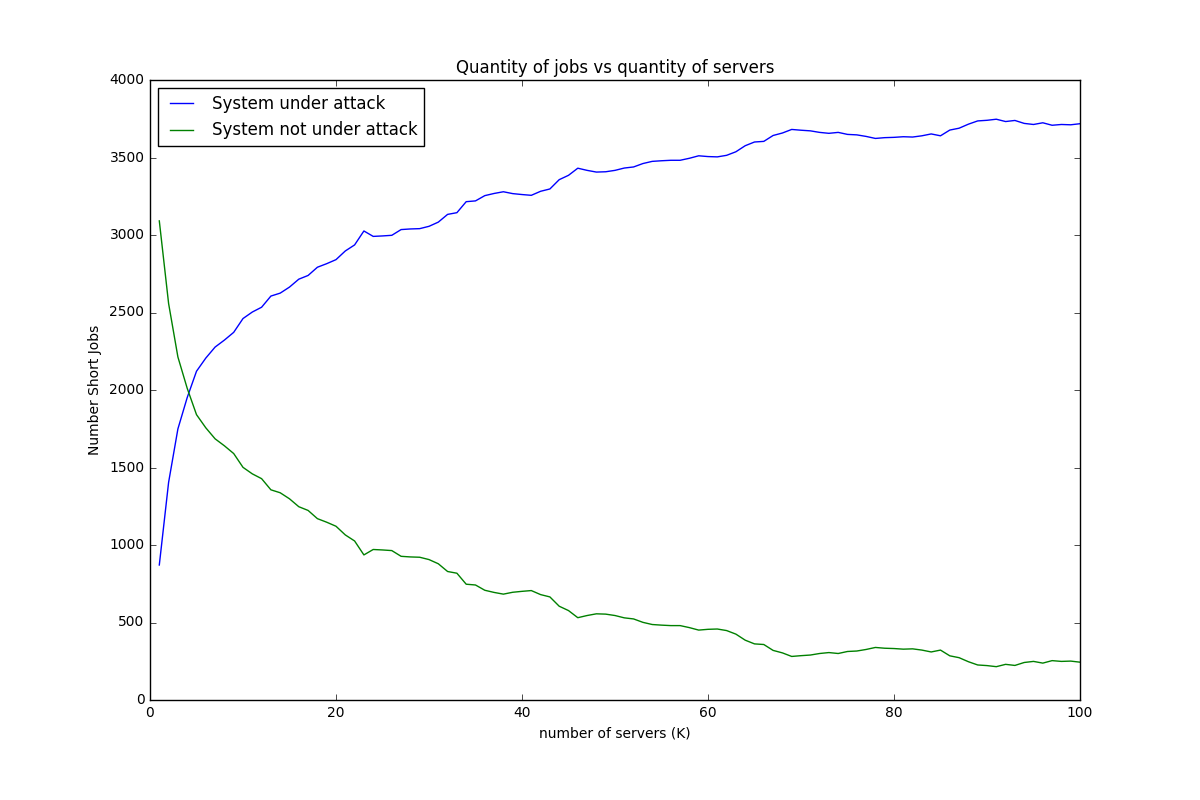 Quantity of jobs vs quantity of servers
4000
3500
3000
2500
2000
1500
1000
500
0
Number Short Jobs
System under attack
System not under attack
0 20 40 60 80 100
number of servers (K)